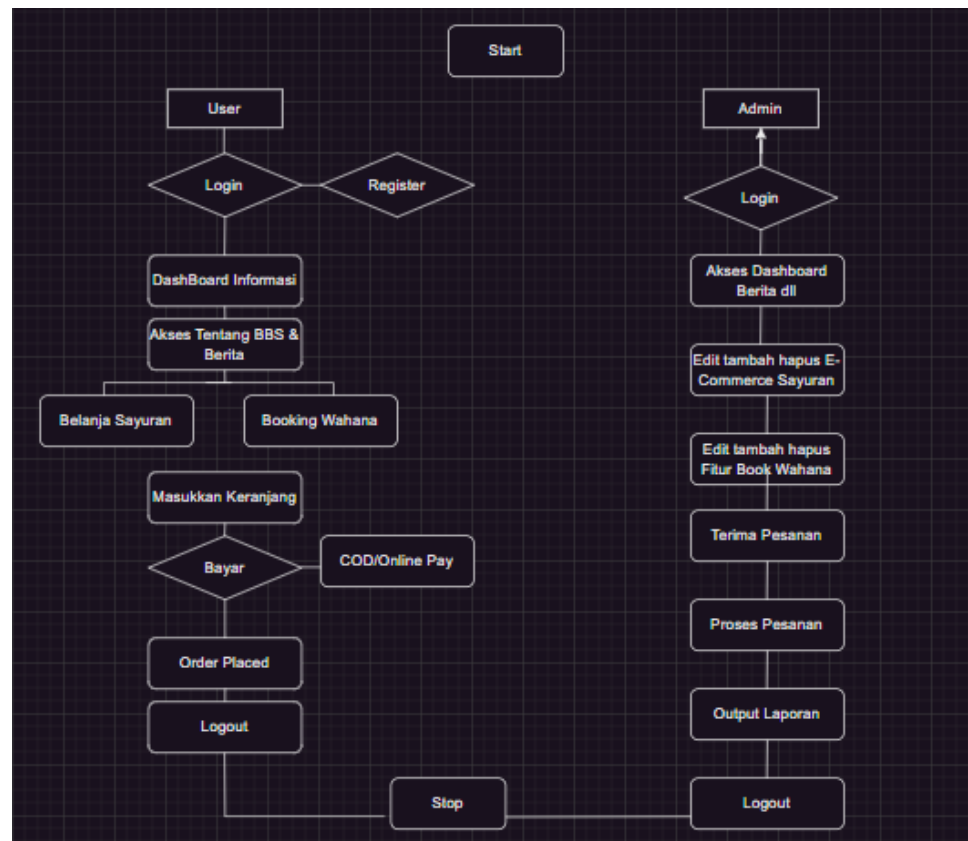 Start
User
Login
Register
DashBoard Informasi
Akses Tentang BBS &
Berita
Belanja Sayuran
Booking Wahana
Masukkan Keranjang
Bayar
COD/Online Pay
Order Placed
Logout
Stop
Admin
Login
Akses Dashboard
Berita dll
Edit tambah hapus E-
Commerce Sayuran
Edit tambah hapus
Fitur Book Wahana
Terima Pesanan
Proses Pesanan
Output Laporan
Logout